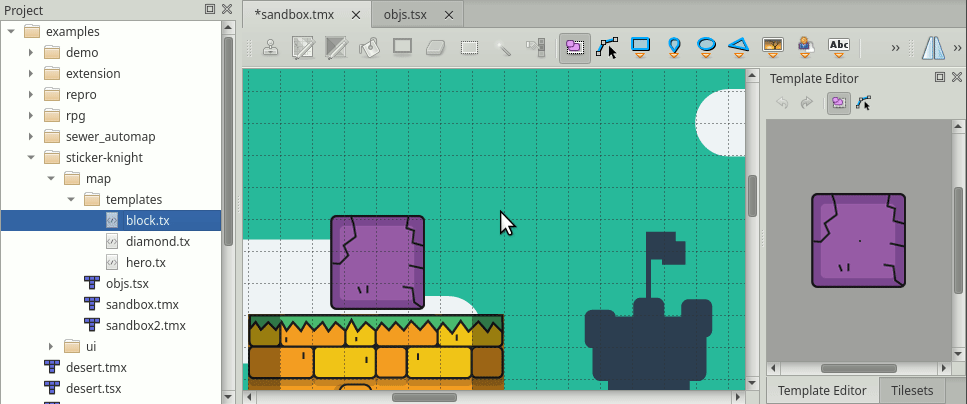 Project
examples
demo
extension
repro
rpg
sewer_automap
sticker-knight
map
templates
block.tx
diamond.tx
hero.tx
objs.tsx
sandbox.tmx
sandbox2.tmx
ui
desert.tmx
desert.tsx
*sandbox.tmx
objs.tsx
Abc
»
»
Template Editor
Template Editor
Tilesets